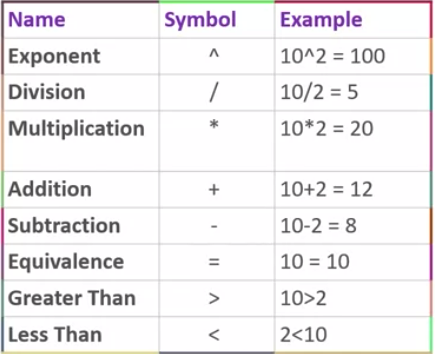 Name Symbol Example
Exponent ^ 10^2 = 100
Division / 10/2 = 5
Multiplication * 10*2 = 20
Addition + 10+2 = 12
Subtraction - 10-2 = 8
Equivalence = 10 = 10
Greater Than > 10>2
Less Than < 2<10